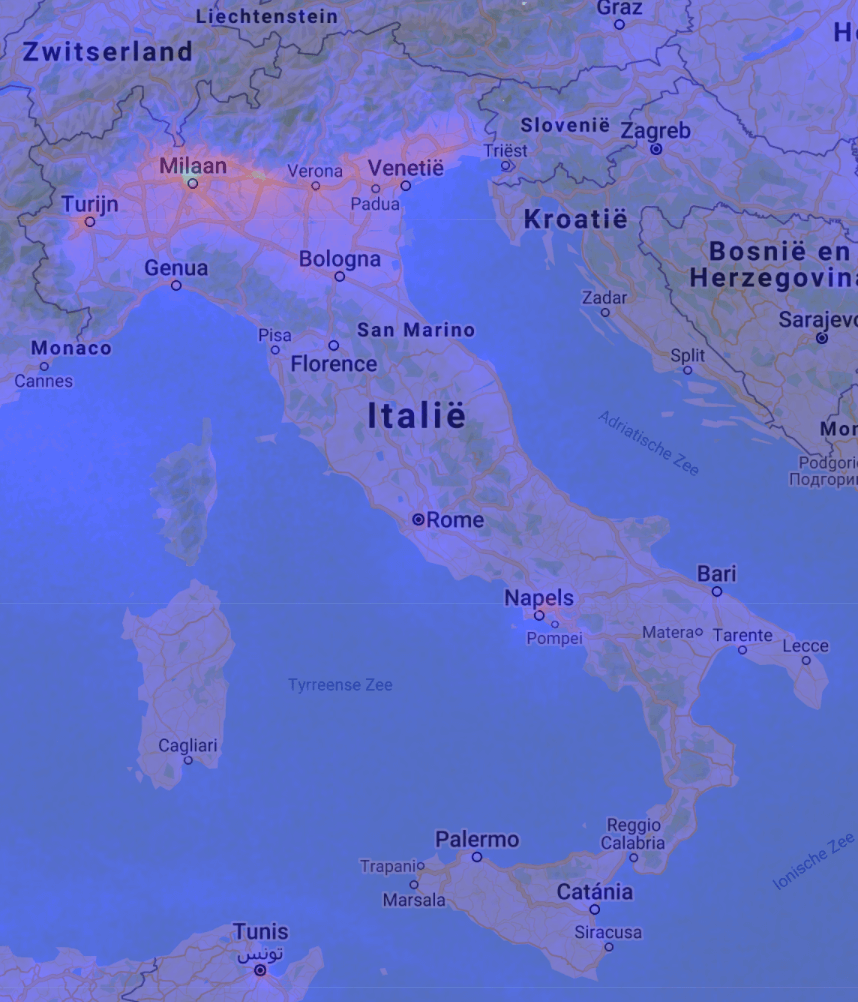 Graz
Liechtenstein
Zwitserland
Slovenië
Zagreb
Triëst
Milaan
Verona
Venetië
Padua
Turijn
Kroatië
Bosnië en
Herzegovina
Genua
Bologna
Zadar
Sarajevo
San Marino
Pisa
Florence
Monaco
Cannes
Split
Italië
Adriatische Zee
Podgori
Подгори
Rome
Bari
Napels
Pompei
Matera
Tarente
Lecce
Tyrreense Zee
Cagliari
Reggio
Calabria
Palermo
Trapani
Marsala
Catánia
Ionische Zee
Siracusa
Tunis
تونس